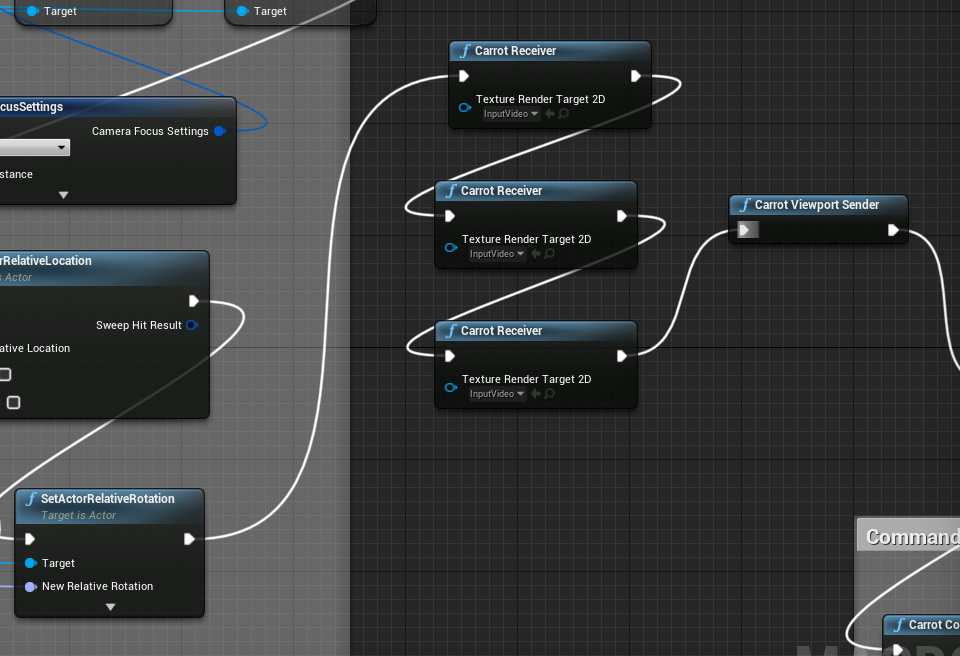 Target
Target
cusSettings
Camera Focus Settings
stance
rRelativeLocation
s Actor
Sweep Hit Result
ative Location
f SetActorRelativeRotation
Target is Actor
Target
New Relative Rotation
f Carrot Receiver
Texture Render Target 2D
InputVideo
f Carrot Receiver
Texture Render Target 2D
InputVideo
f Carrot Receiver
Texture Render Target 2D
InputVideo
f Carrot Viewport Sender
Command
f Carrot Co